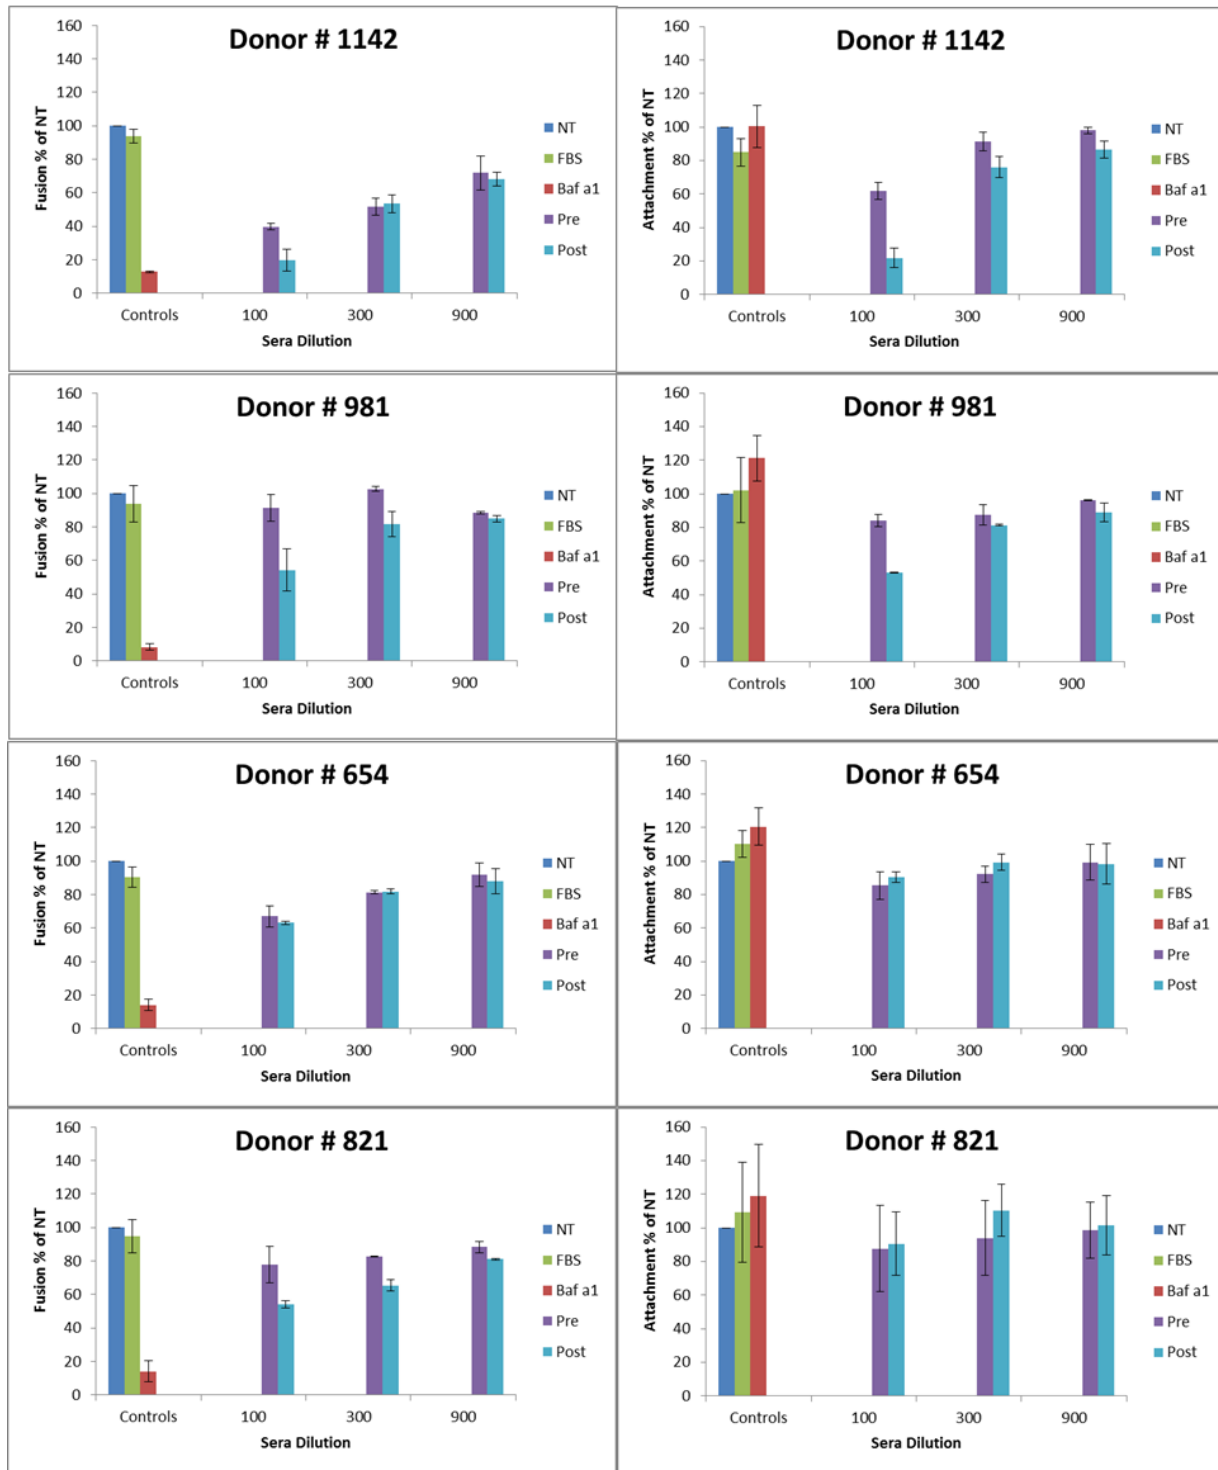 Donor # 1142
Fusion % of NT
160
140
120
100
80
60
40
20
0
Controls 100 300 900
Sera Dilution
NT
FBS
Baf a1
Pre
Post
Donor # 1142
Attachment % of NT
160
140
120
100
80
60
40
20
0
Controls 100 300 900
Sera Dilution
NT
FBS
Baf a1
Pre
Post
Donor # 981
Fusion % of NT
160
140
120
100
80
60
40
20
0
Controls 100 300 900
Sera Dilution
NT
FBS
Baf a1
Pre
Post
Donor # 981
Attachment % of NT
160
140
120
100
80
60
40
20
0
Controls 100 300 900
Sera Dilution
NT
FBS
Baf a1
Pre
Post
Donor # 654
Fusion % of NT
160
140
120
100
80
60
40
20
0
Controls 100 300 900
Sera Dilution
NT
FBS
Baf a1
Pre
Post
Donor # 654
Attachment % of NT
160
140
120
100
80
60
40
20
0
Controls 100 300 900
Sera Dilution
NT
FBS
Baf a1
Pre
Post
Donor # 821
Fusion % of NT
160
140
120
100
80
60
40
20
0
Controls 100 300 900
Sera Dilution
NT
FBS
Baf a1
Pre
Post
Donor # 821
Attachment % of NT
160
140
120
100
80
60
40
20
0
Controls 100 300 900
Sera Dilution
NT
FBS
Baf a1
Pre
Post